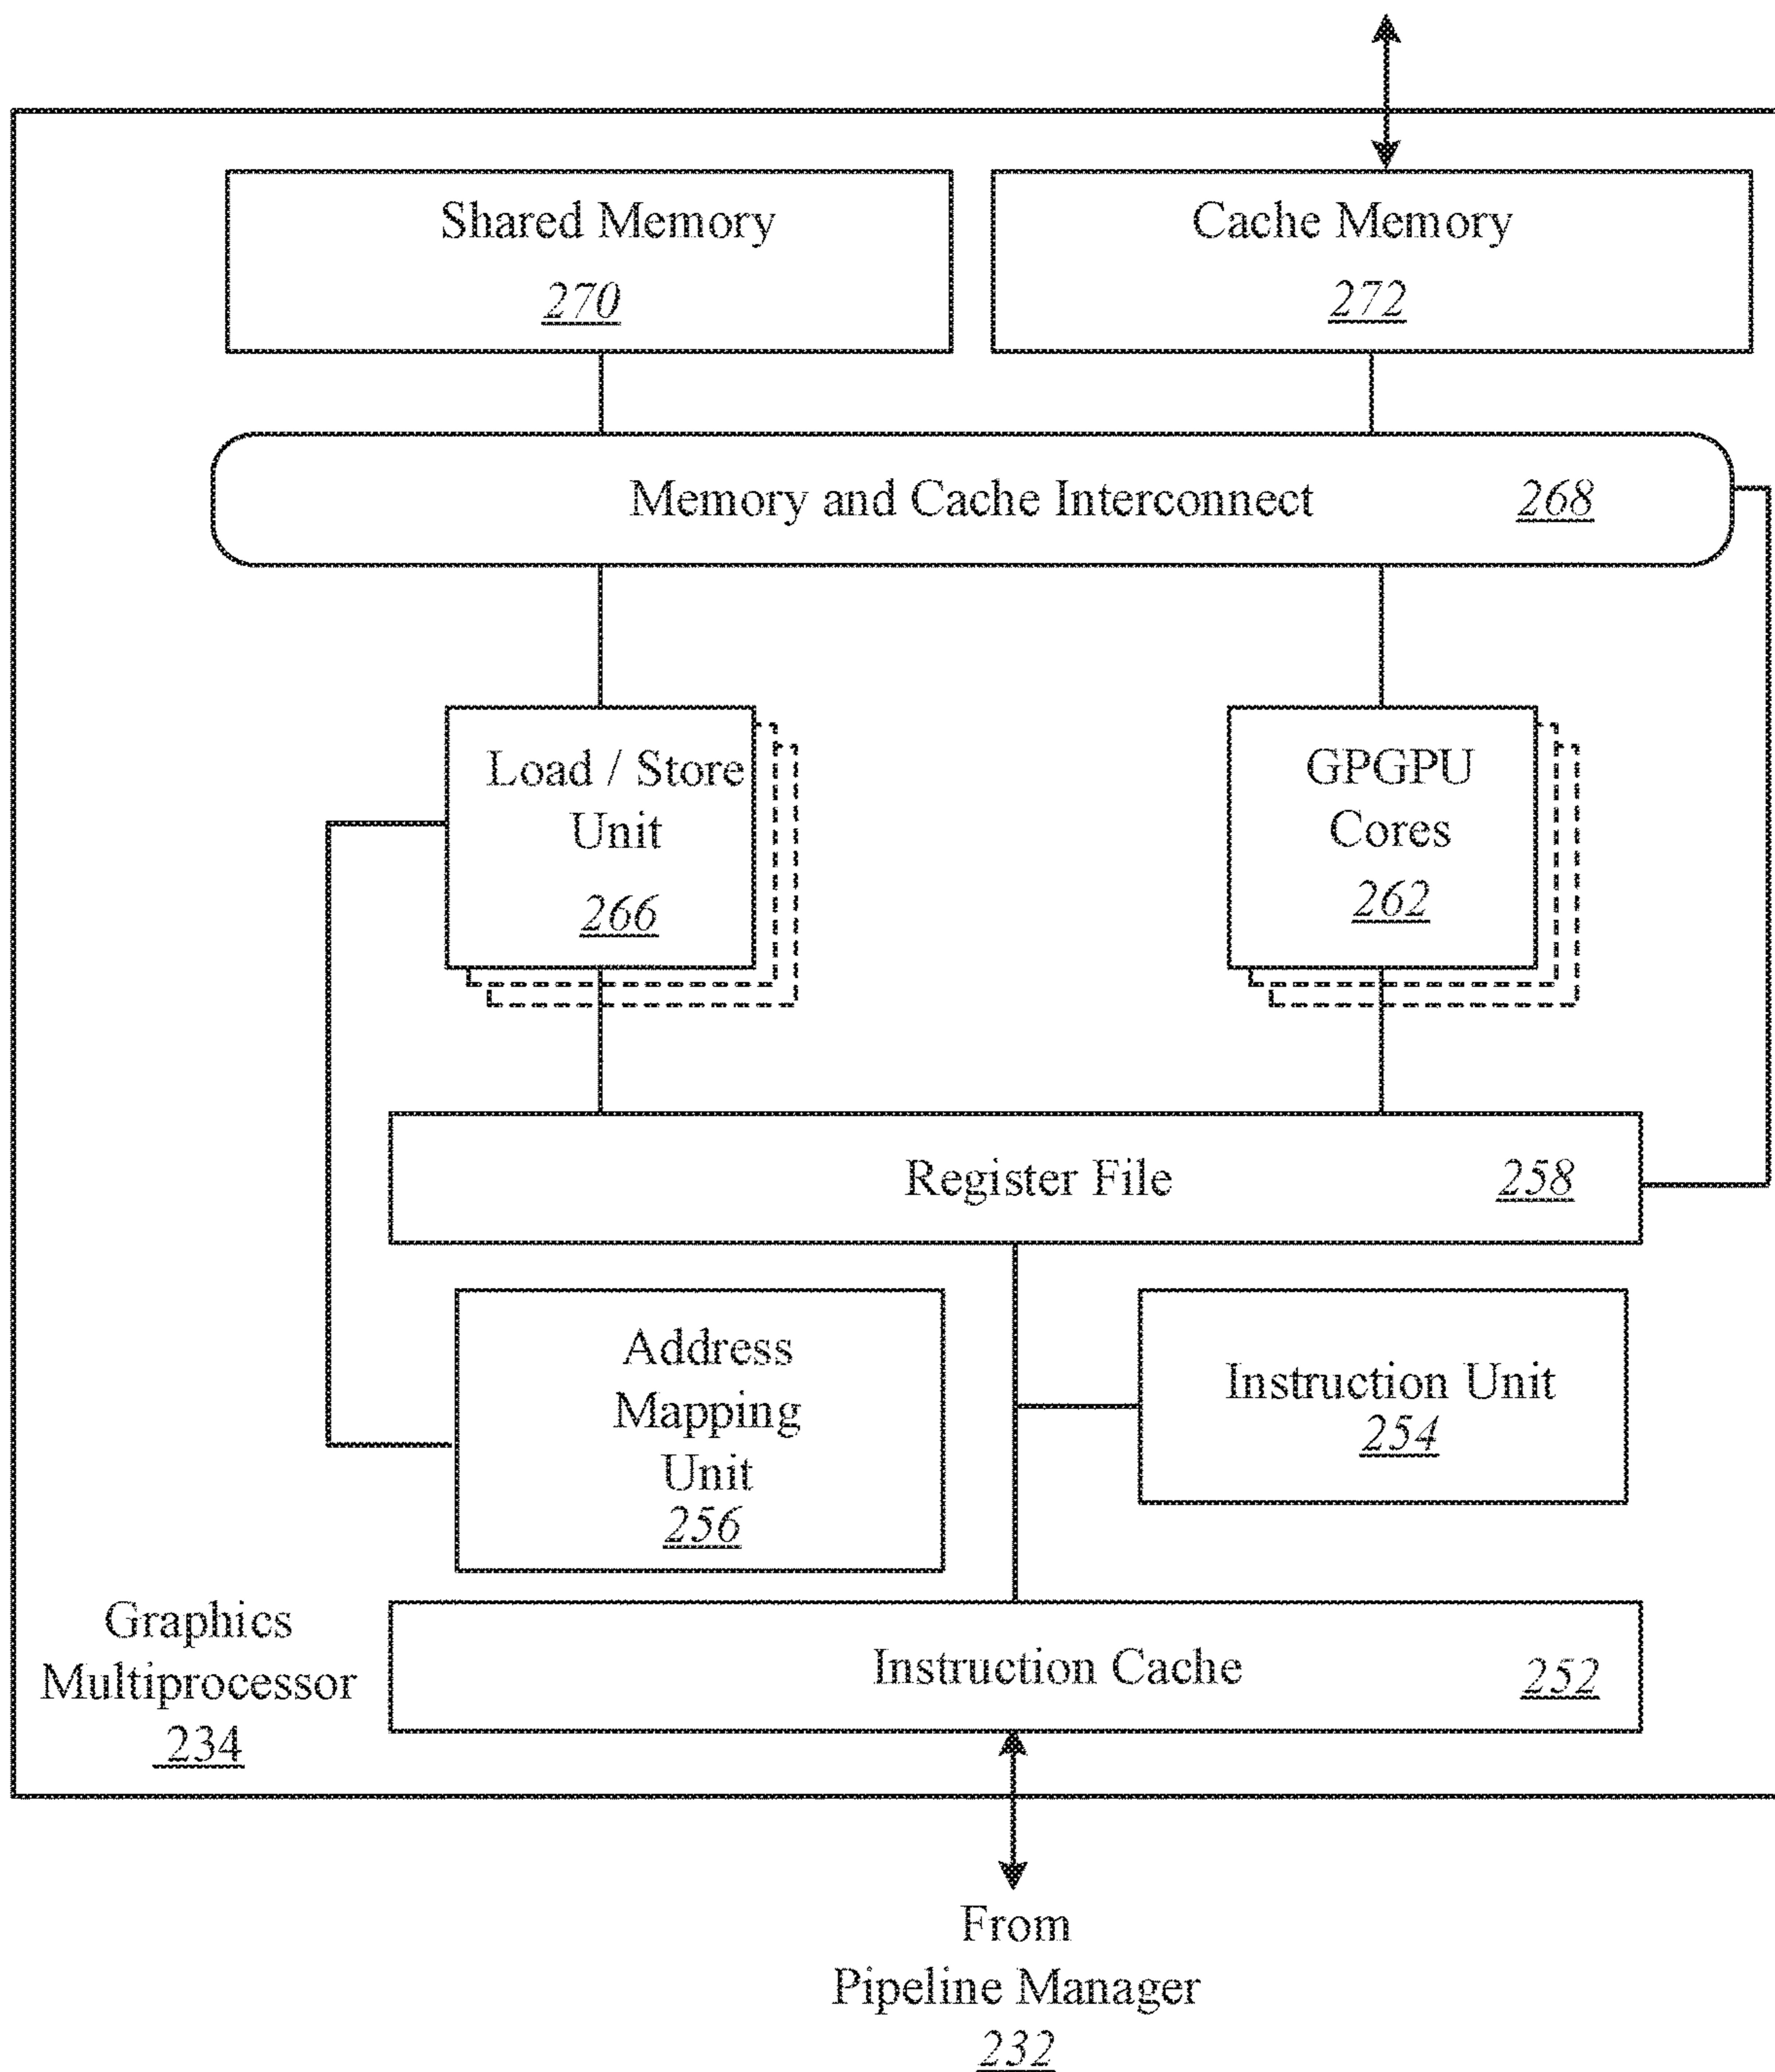 Shared Memory
270
Cache Memory
272
Memory and Cache Interconnect 268
Load / Store
Unit
266
GPGPU
Cores
262
Register File 258
Address
Mapping
Unit
256
Instruction Unit
254
Graphics
Multiprocessor
234
Instruction Cache 252
From
Pipeline Manager
232